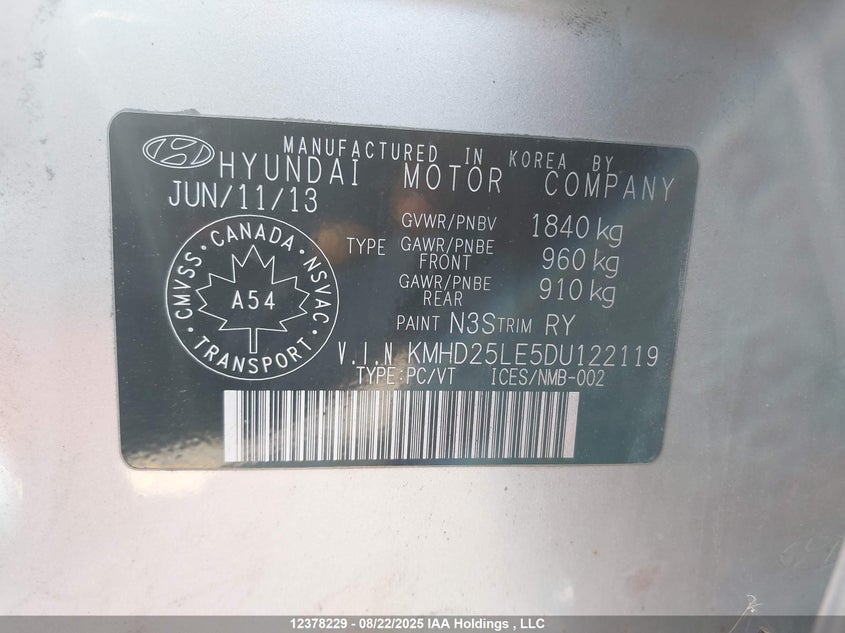 MANUFACTURED IN KOREA BY
HYUNDAI MOTOR COMPANY
JUN/11/13
GVWR/PNBV 1840 kg
TYPE GAWR/PNBE FRONT 960 kg
GAWR/PNBE REAR 910 kg
PAINT N3S TRIM RY
CMVSS · CANADA · NSVAC · TRANSPORT ·
A54
V.I.N KMHD25LE5DU122119
TYPE:PC/VT ICES/NMB-002
12378229 - 08/22/2025 IAA Holdings , LLC